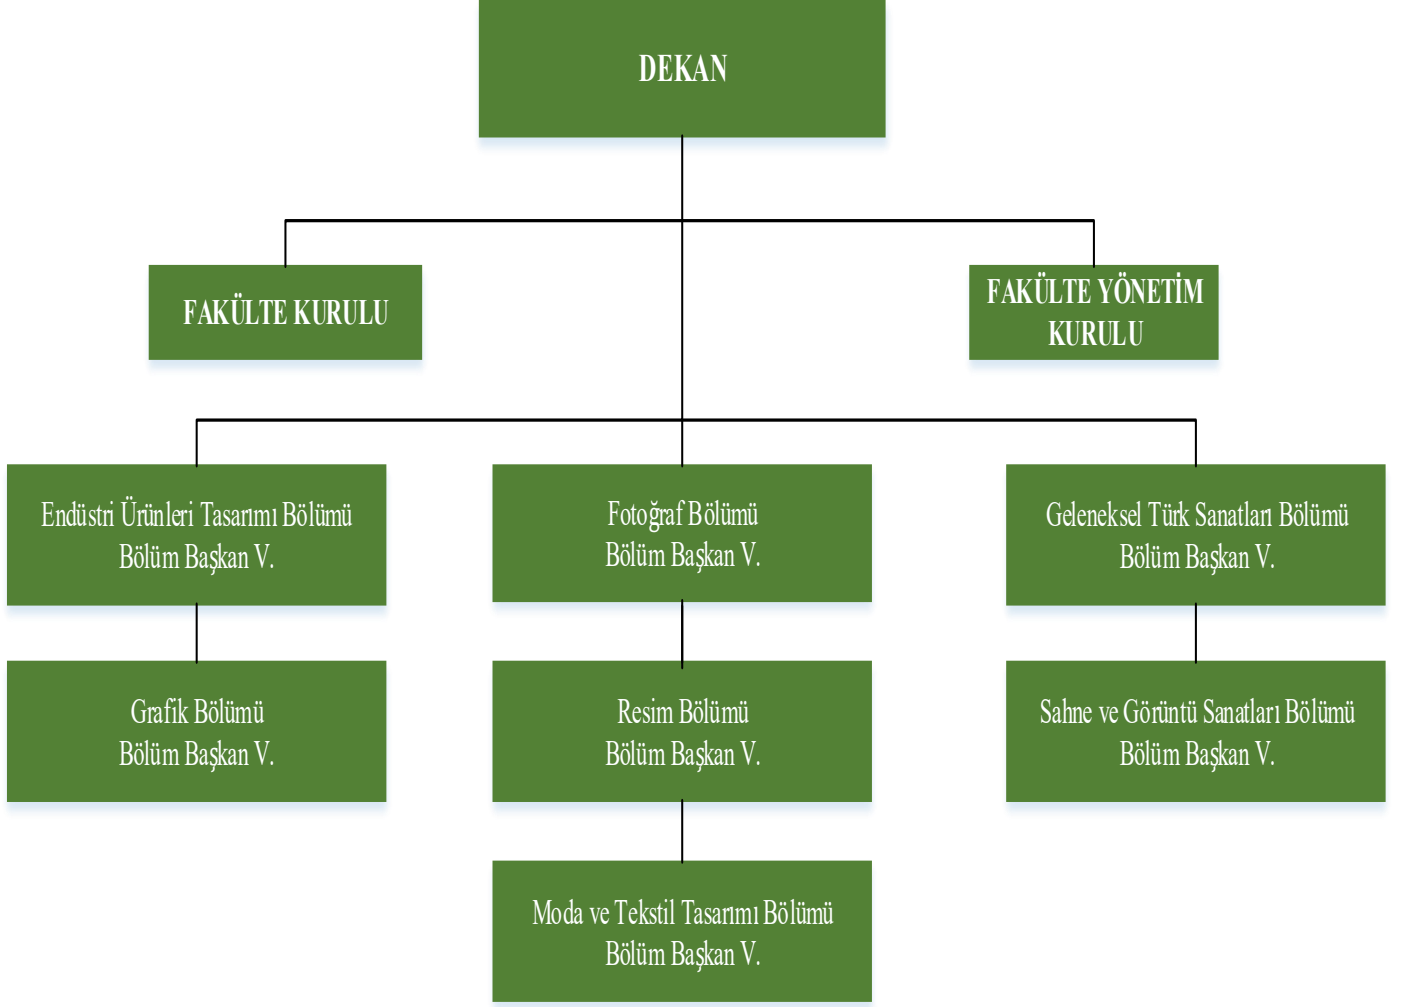 DEKAN
FAKÜLTE KURULU
FAKÜLTE YÖNETİM
KURULU
Endüstri Ürünleri Tasarımı Bölümü
Bölüm Başkan V.
Fotoğraf Bölümü
Bölüm Başkan V.
Geleneksel Türk Sanatları Bölümü
Bölüm Başkan V.
Grafik Bölümü
Bölüm Başkan V.
Resim Bölümü
Bölüm Başkan V.
Sahne ve Görüntü Sanatları Bölümü
Bölüm Başkan V.
Moda ve Tekstil Tasarımı Bölümü
Bölüm Başkan V.